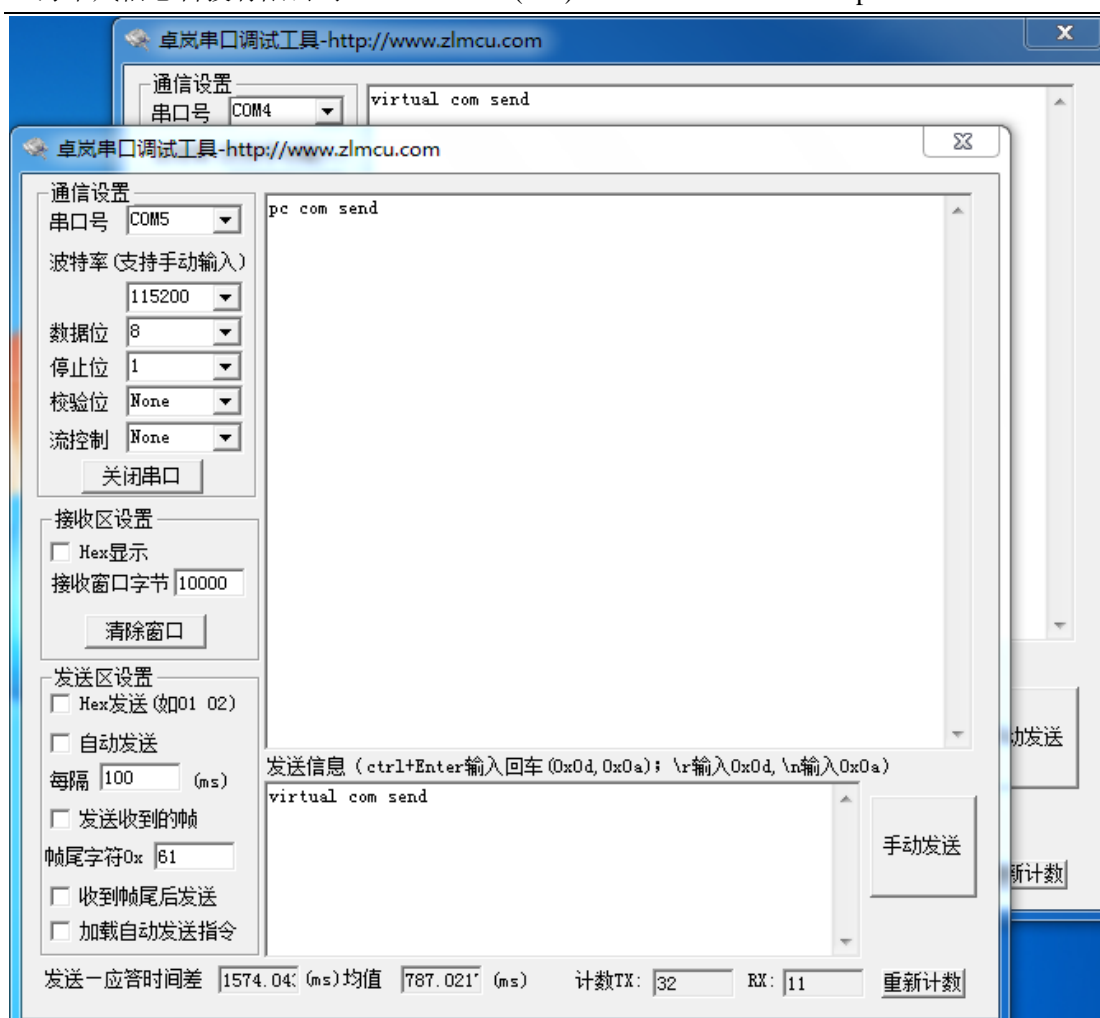 卓岚串口调试工具-http://www.zlmcu.com
通信设置
串口号 COM4
virtual com send
卓岚串口调试工具-http://www.zlmcu.com
通信设置
串口号 COM5
pc com send
波特率(支持手动输入)
115200
数据位 8
停止位 1
校验位 None
流控制 None
关闭串口
接收区设置
Hex显示
接收窗口字节 10000
清除窗口
发送区设置
Hex发送(如01 02)
自动发送
每隔 100 (ms)
发送收到的帧
帧尾字符0x 61
收到帧尾后发送
加载自动发送指令
发送信息(ctrl+Enter输入回车(0x0d,0x0a); \r输入0x0d,\n输入0x0a)
virtual com send
手动发送
动发送
新计数
发送一应答时间差 1574.04 (ms)均值 787.021 (ms) 计数TX: 32 RX: 11 重新计数